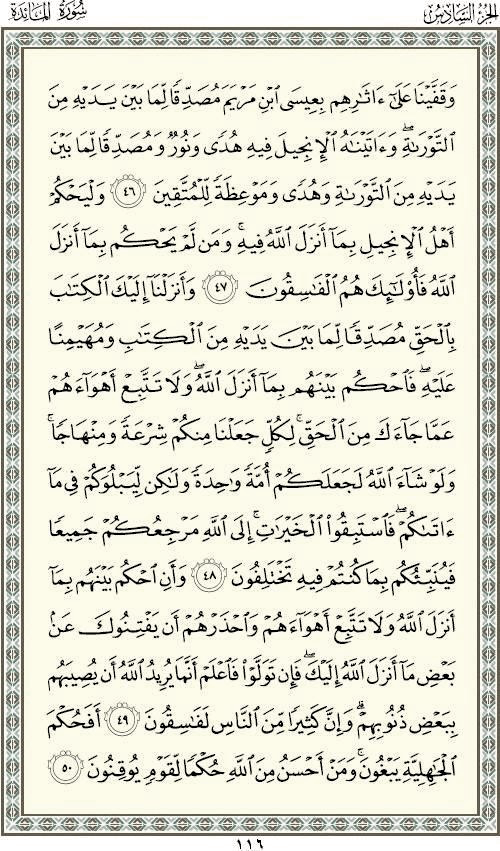 الجزء السادس
سورة المائدة
وَقَفَّيْنَا عَلَىٰٓ ءَاثَٰرِهِم بِعِيسَى ٱبْنِ مَرْيَمَ مُصَدِّقًا لِّمَا بَيْنَ يَدَيْهِ مِنَ
ٱلتَّوْرَىٰةِ ۖ وَءَاتَيْنَٰهُ ٱلْإِنجِيلَ فِيهِ هُدًى وَنُورٌ وَمُصَدِّقًا لِّمَا بَيْنَ
يَدَيْهِ مِنَ ٱلتَّوْرَىٰةِ وَهُدًى وَمَوْعِظَةً لِّلْمُتَّقِينَ ٤٦ وَلْيَحْكُمْ
أَهْلُ ٱلْإِنجِيلِ بِمَآ أَنزَلَ ٱللَّهُ فِيهِ ۚ وَمَن لَّمْ يَحْكُم بِمَآ أَنزَلَ
ٱللَّهُ فَأُو۟لَٰٓئِكَ هُمُ ٱلْفَٰسِقُونَ ٤٧ وَأَنزَلْنَآ إِلَيْكَ ٱلْكِتَٰبَ
بِٱلْحَقِّ مُصَدِّقًا لِّمَا بَيْنَ يَدَيْهِ مِنَ ٱلْكِتَٰبِ وَمُهَيْمِنًا
عَلَيْهِ ۖ فَٱحْكُم بَيْنَهُم بِمَآ أَنزَلَ ٱللَّهُ ۖ وَلَا تَتَّبِعْ أَهْوَآءَهُمْ
عَمَّا جَآءَكَ مِنَ ٱلْحَقِّ ۚ لِكُلٍّ جَعَلْنَا مِنكُمْ شِرْعَةً وَمِنْهَاجًا ۚ
وَلَوْ شَآءَ ٱللَّهُ لَجَعَلَكُمْ أُمَّةً وَٰحِدَةً وَلَٰكِن لِّيَبْلُوَكُمْ فِى مَآ
ءَاتَىٰكُمْ ۖ فَٱسْتَبِقُوا۟ ٱلْخَيْرَٰتِ ۚ إِلَى ٱللَّهِ مَرْجِعُكُمْ جَمِيعًا
فَيُنَبِّئُكُم بِمَا كُنتُمْ فِيهِ تَخْتَلِفُونَ ٤٨ وَأَنِ ٱحْكُم بَيْنَهُم بِمَآ
أَنزَلَ ٱللَّهُ وَلَا تَتَّبِعْ أَهْوَآءَهُمْ وَٱحْذَرْهُمْ أَن يَفْتِنُوكَ عَنۢ
بَعْضِ مَآ أَنزَلَ ٱللَّهُ إِلَيْكَ ۖ فَإِن تَوَلَّوْا۟ فَٱعْلَمْ أَنَّمَا يُرِيدُ ٱللَّهُ أَن يُصِيبَهُم
بِبَعْضِ ذُنُوبِهِمْ ۗ وَإِنَّ كَثِيرًا مِّنَ ٱلنَّاسِ لَفَٰسِقُونَ ٤٩ أَفَحُكْمَ
ٱلْجَٰهِلِيَّةِ يَبْغُونَ ۚ وَمَنْ أَحْسَنُ مِنَ ٱللَّهِ حُكْمًا لِّقَوْمٍ يُوقِنُونَ ٥٠
١١٦